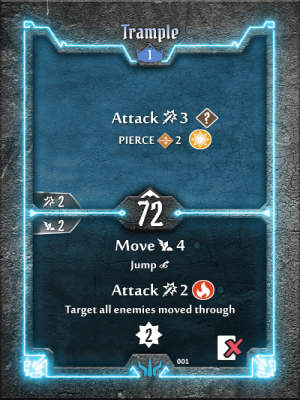 Trample
1
Attack 3 ?
PIERCE 2
2
72
2
Move 4
Jump
Attack 2
Target all enemies moved through
2
001